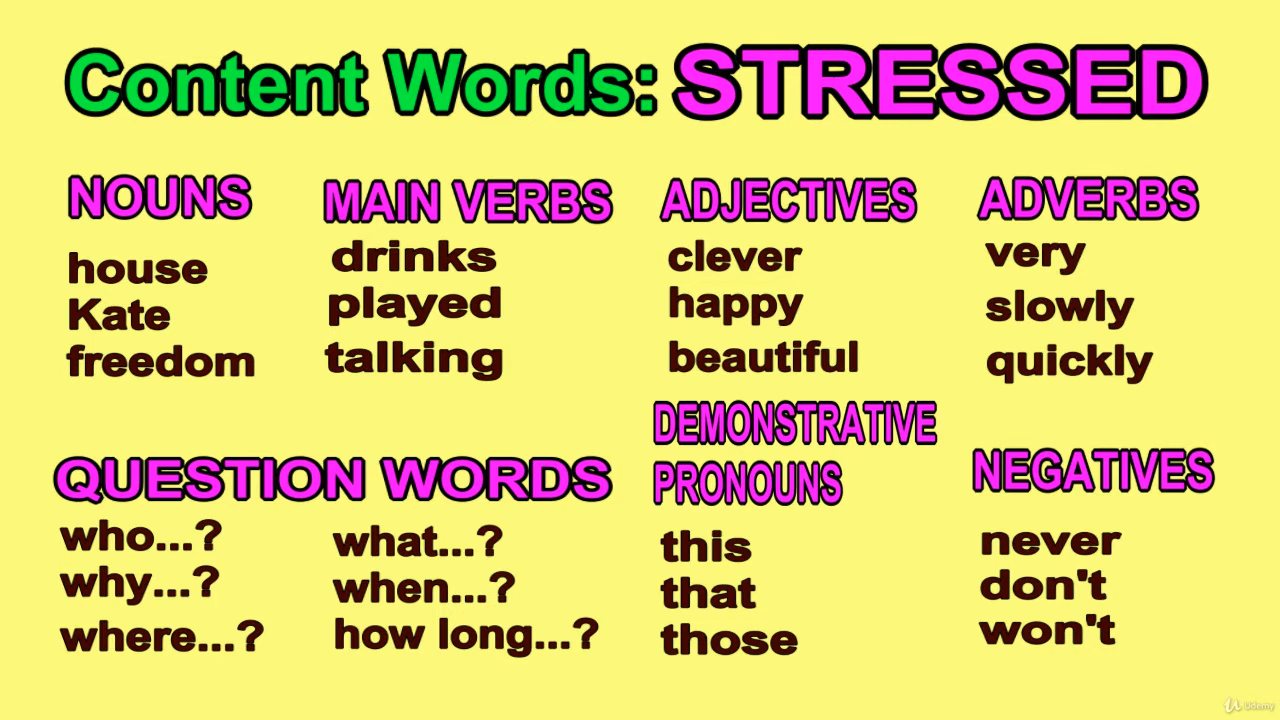 Content Words: STRESSED
NOUNS
house
Kate
freedom
MAIN VERBS
drinks
played
talking
ADJECTIVES
clever
happy
beautiful
ADVERBS
very
slowly
quickly
QUESTION WORDS
who...?
why...?
where...?
what...?
when...?
how long...?
DEMONSTRATIVE
PRONOUNS
this
that
those
NEGATIVES
never
don't
won't
Udemy